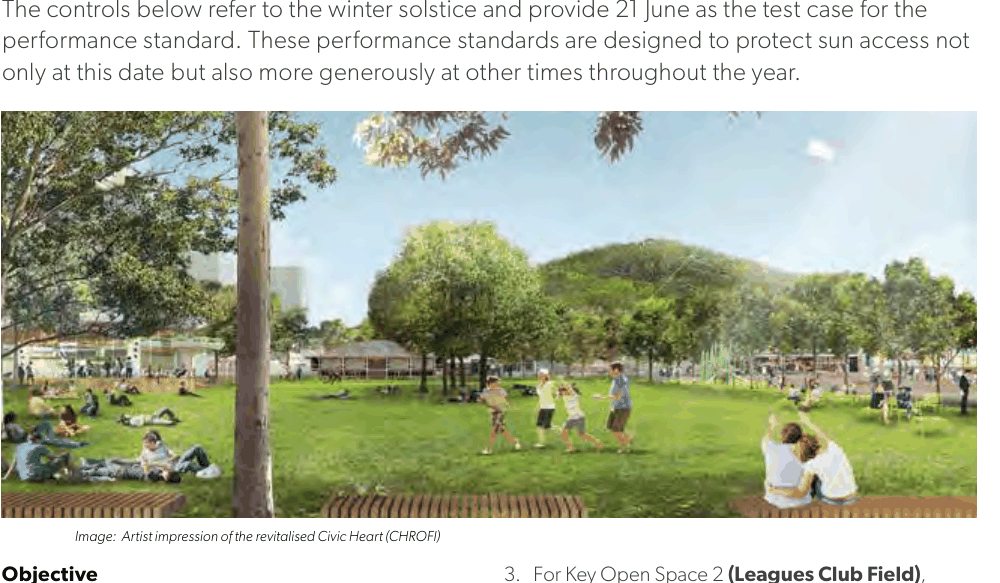 The controls below refer to the winter solstice and provide 21 June as the test case for the
performance standard. These performance standards are designed to protect sun access not
only at this date but also more generously at other times throughout the year.
Image: Artist impression of the revitalised Civic Heart (CHROFI)
Objective
3. For Key Open Space 2 (Leagues Club Field),